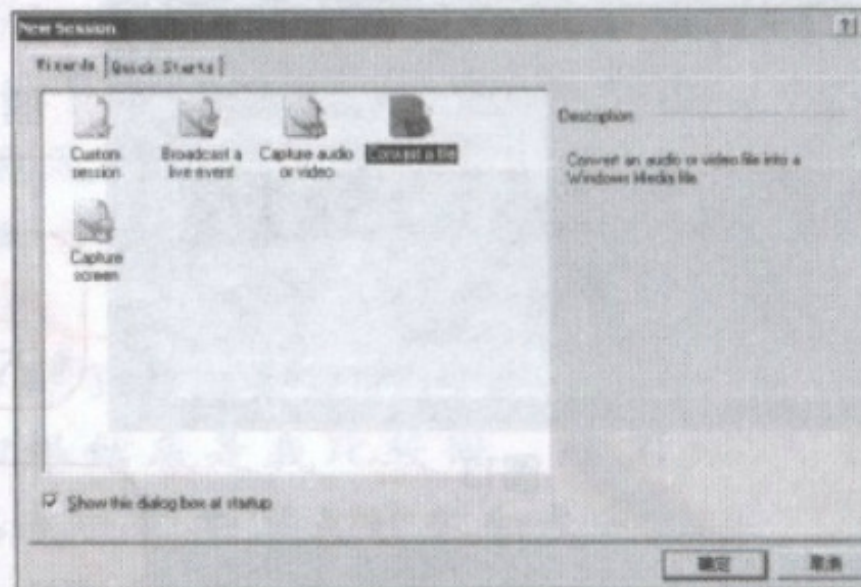 New Session
?
Wizards
Quick Starts
Custom session
Broadcast a live event
Capture audio or video
Convert a file
Capture screen
Description
Convert an audio or video file into a
Windows Media file.
Show this dialog box at startup
确定
取消